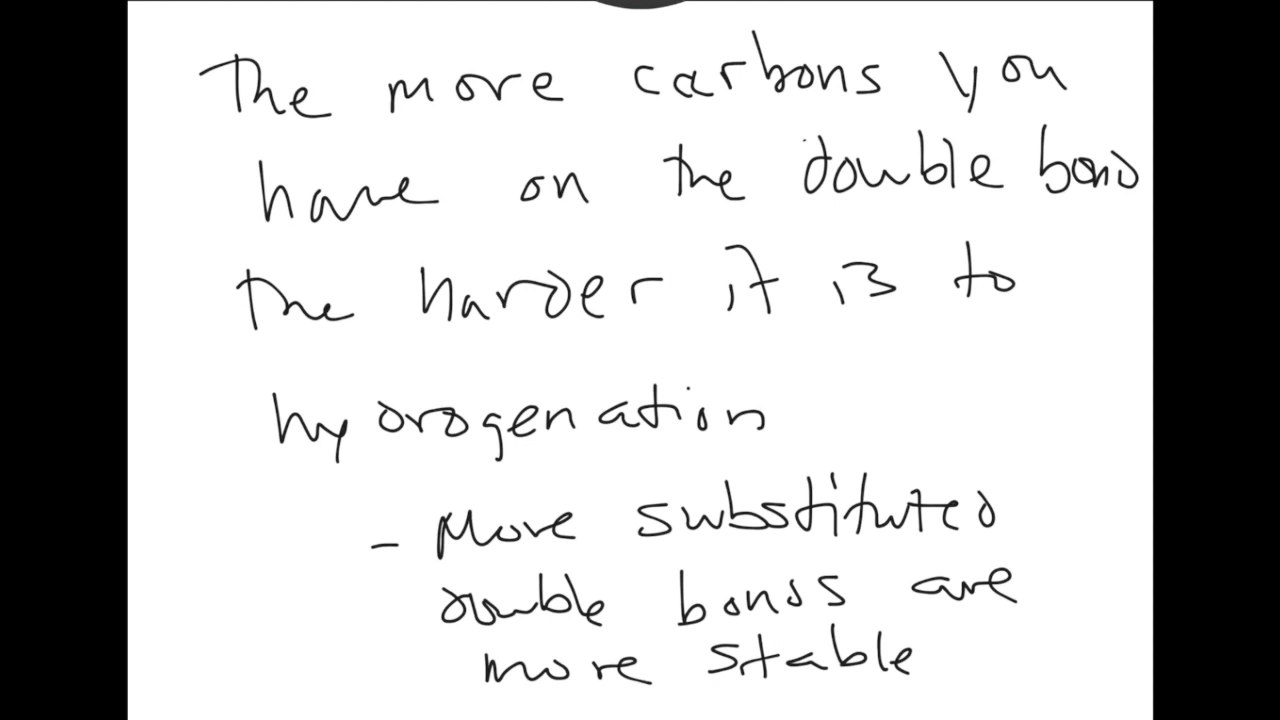 The more carbons you
have on the double bond
the harder it is to
hydrogenation
- More substituted
double bonds are
more stable